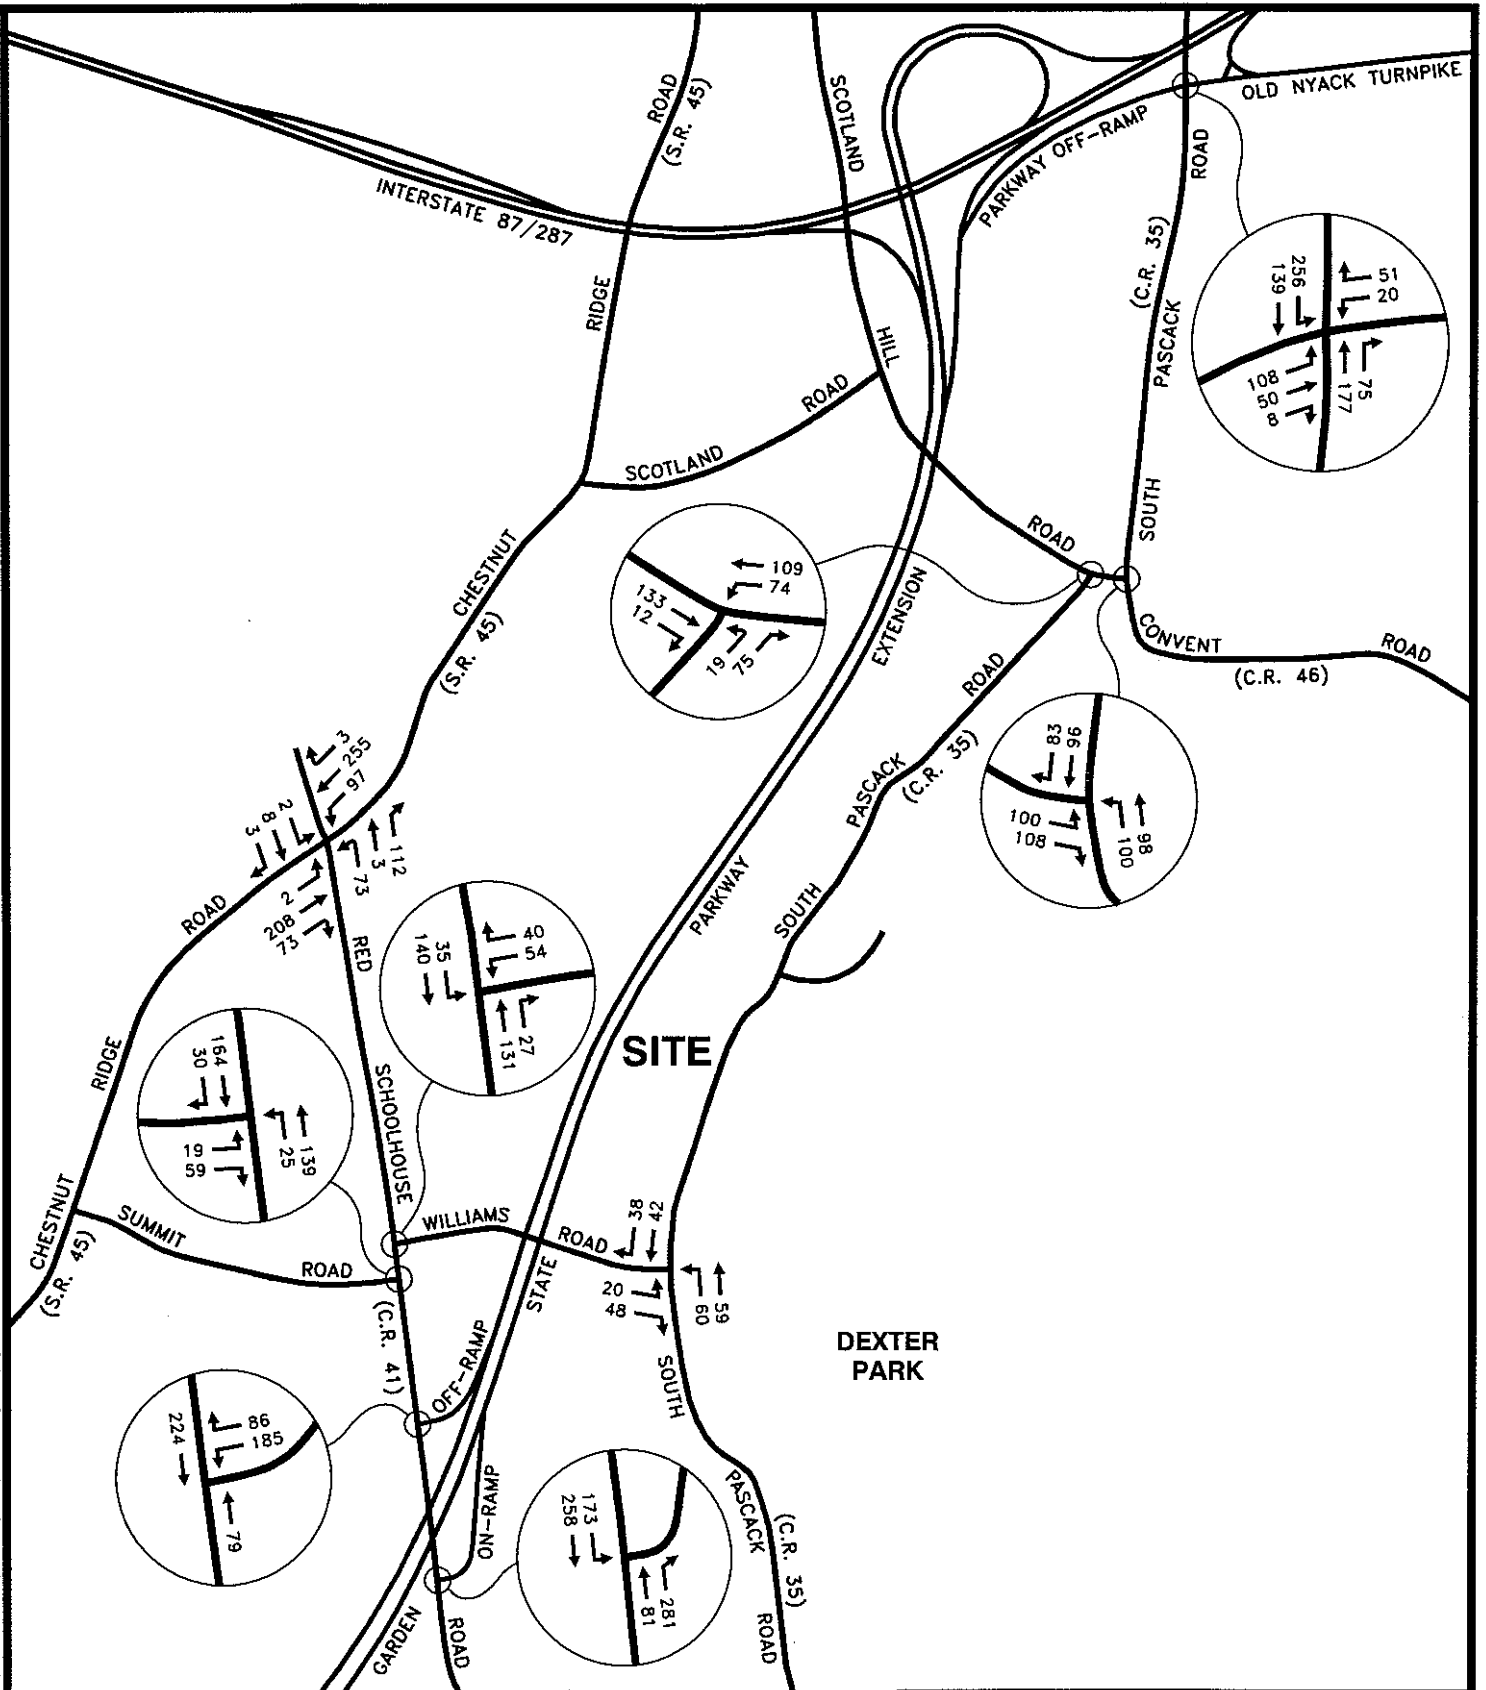 ROAD
(S.R. 45)
SCOTLAND
OLD NYACK TURNPIKE
PARKWAY OFF-RAMP
ROAD
INTERSTATE 87/287
(C.R. 35)
RIDGE
256
139
51
20
108
50
8
177
75
PASCACK
HILL
ROAD
SCOTLAND
SOUTH
ROAD
CHESTNUT
(S.R. 45)
109
74
133
12
19
75
EXTENSION
CONVENT
ROAD
(C.R. 46)
ROAD
PASCACK
(C.R. 35)
83
96
100
108
100
98
3
255
97
2
8
3
112
3
73
2
208
73
ROAD
RED
PARKWAY
SOUTH
35
140
40
54
27
131
SITE
RIDGE
164
30
19
59
25
139
SCHOOLHOUSE
CHESTNUT
(S.R. 45)
SUMMIT
ROAD
WILLIAMS
ROAD
38
42
20
48
60
59
STATE
(C.R. 41)
OFF-RAMP
DEXTER
PARK
SOUTH
224
86
185
79
ON-RAMP
173
258
281
81
PASCACK
(C.R. 35)
GARDEN
ROAD
ROAD